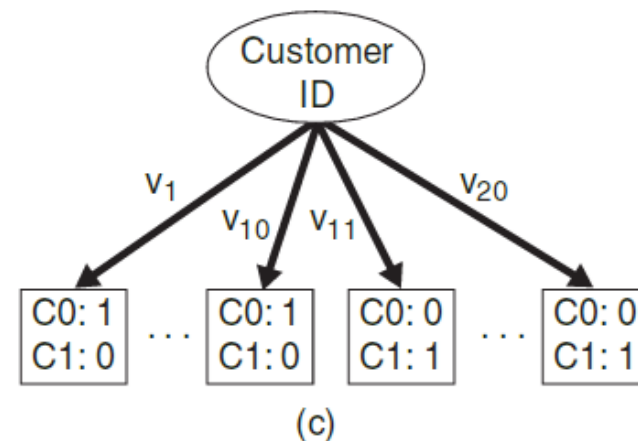 Customer
ID
v1
v10
v11
v20
C0: 1
C1: 0
...
C0: 1
C1: 0
C0: 0
C1: 1
...
C0: 0
C1: 1
(c)